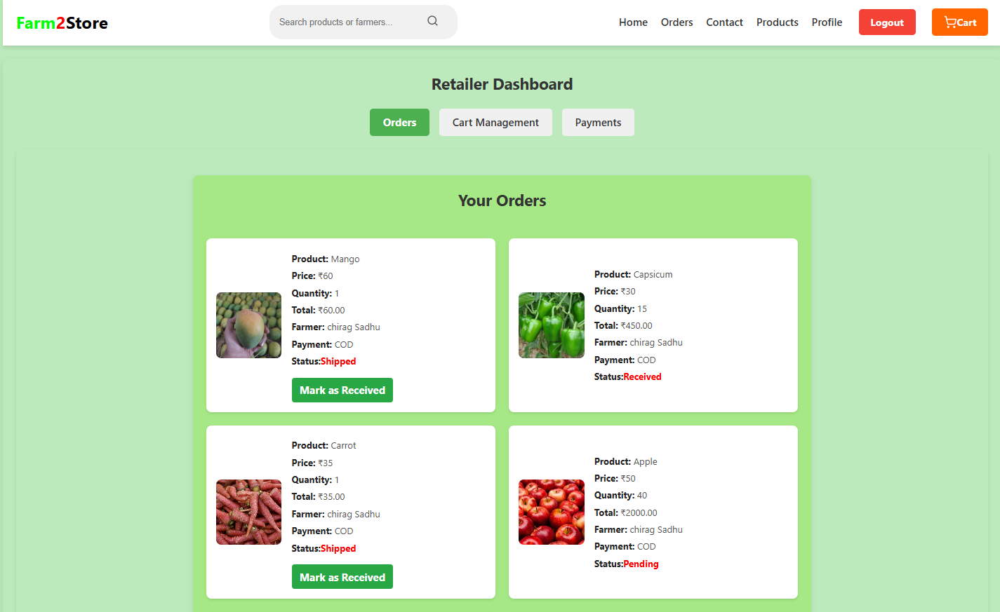 Farm2Store
Search products or farmers...
Home
Orders
Contact
Products
Profile
Logout
Cart
Retailer Dashboard
Orders
Cart Management
Payments
Your Orders
Product: Mango
Price: ₹60
Quantity: 1
Total: ₹60.00
Farmer: chirag Sadhu
Payment: COD
Status:Shipped
Mark as Received
Product: Capsicum
Price: ₹30
Quantity: 15
Total: ₹450.00
Farmer: chirag Sadhu
Payment: COD
Status:Received
Product: Carrot
Price: ₹35
Quantity: 1
Total: ₹35.00
Farmer: chirag Sadhu
Payment: COD
Status:Shipped
Mark as Received
Product: Apple
Price: ₹50
Quantity: 40
Total: ₹2000.00
Farmer: chirag Sadhu
Payment: COD
Status:Pending